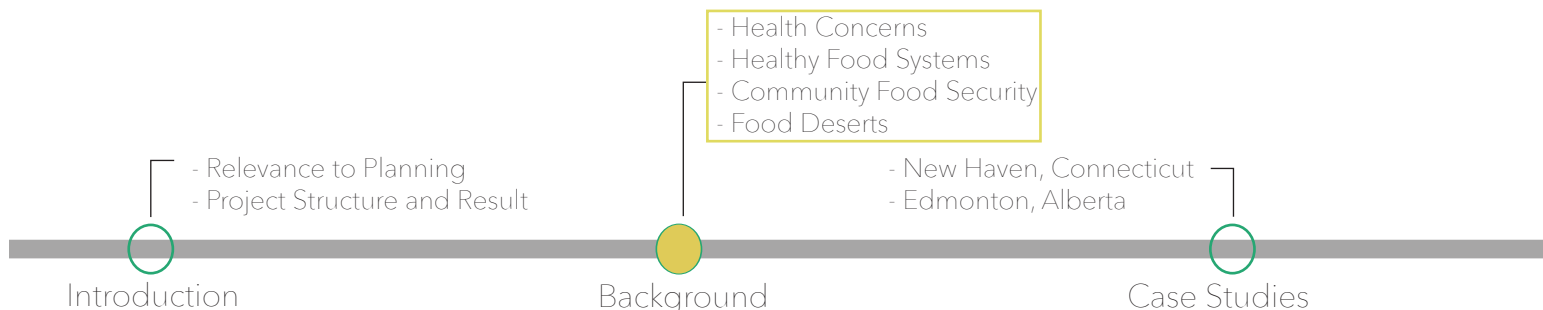 - Health Concerns
- Healthy Food Systems
- Community Food Security
- Food Deserts
- Relevance to Planning
- Project Structure and Result
- New Haven, Connecticut
- Edmonton, Alberta
Introduction
Background
Case Studies